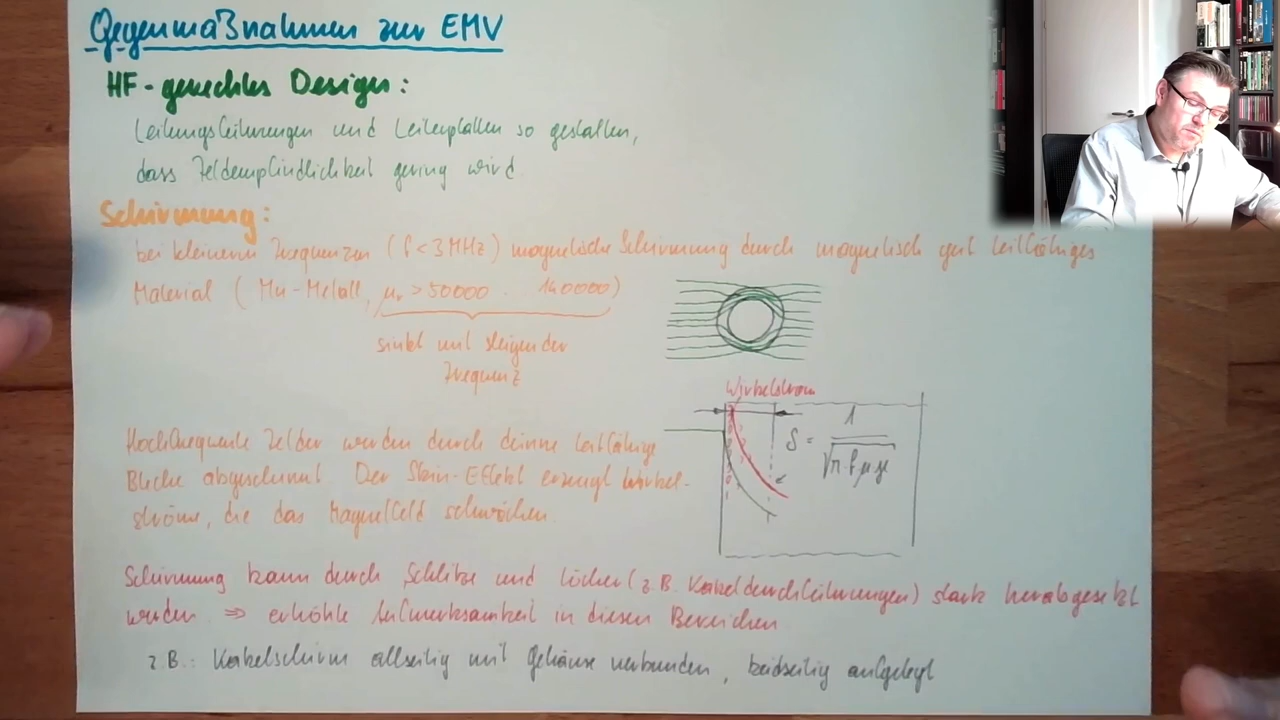 Gegenmaßnahmen zur EMV
HF-gerechtes Design:
Leitungsführungen und Leiterplatten so gestalten,
dass Feldempfindlichkeit gering wird.
Schirmung:
bei kleinen Frequenzen (f < 3 MHz) magnetische Schirmung durch magnetisch gut leitfähiges
Material (Mu-Metall, μr > 50000 .. 140000)
sinkt mit steigender
Frequenz
Wirbelstrom
δ = 1 / √π·f·μ·ϰ
Hochfrequente Felder werden durch dünne leitfähige
Bleche abgeschirmt. Der Skin-Effekt erzeugt Wirbel-
ströme, die das Magnetfeld schwächen.
Schirmung kann durch Schlitze und Löcher (z.B. Kabeldurchführungen) stark herabgesetzt
werden. ⇒ erhöhte Aufmerksamkeit in diesen Bereichen
z.B.: Kabelschirm allseitig mit Gehäuse verbunden, beidseitig aufgelegt